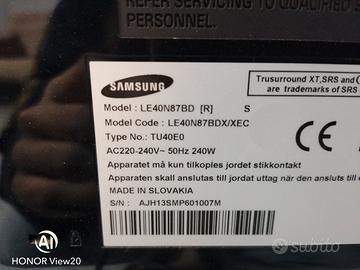 REFER SERVICING TO QUALIFIED S
PERSONNEL.
SAMSUNG
Trusurround XT, SRS and
are trademarks of SRS
Model : LE40N87BD [R] S
Model Code : LE40N87BDX/XEC
Type No.: TU40E0
AC220-240V~ 50Hz 240W
CE
Apparatet må kun tilkoples jordet stikkontakt
Apparaten skall anslutas till jordat uttag när den ansluts till e
MADE IN SLOVAKIA
S/N : AJH13SMP601007M
AI
HONOR View20
subito